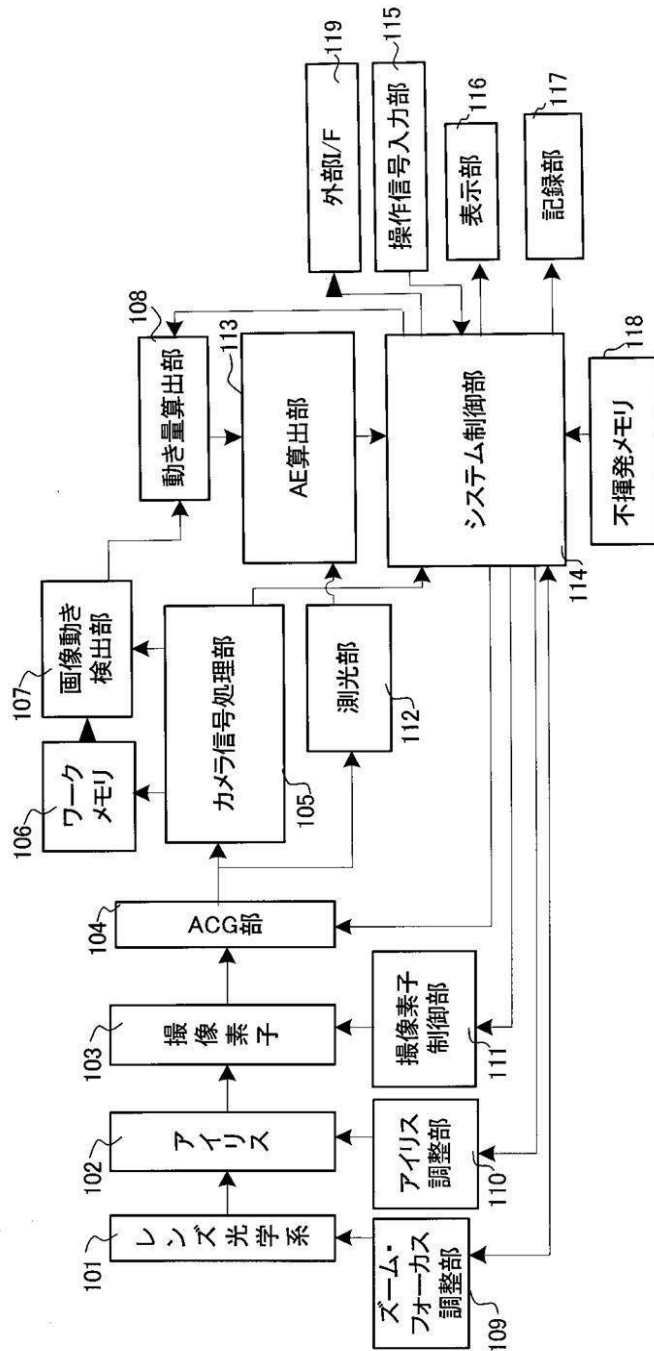 101
レンズ光学系
102
アイリス
103
撮像素子
104
ACG部
105
カメラ信号処理部
106
ワーク
メモリ
107
画像動き
検出部
108
動き量算出部
109
ズーム・
フォーカス
調整部
110
アイリス
調整部
111
撮像素子
制御部
112
測光部
113
AE算出部
114
システム制御部
119
外部I/F
115
操作信号入力部
116
表示部
117
記録部
118
不揮発メモリ